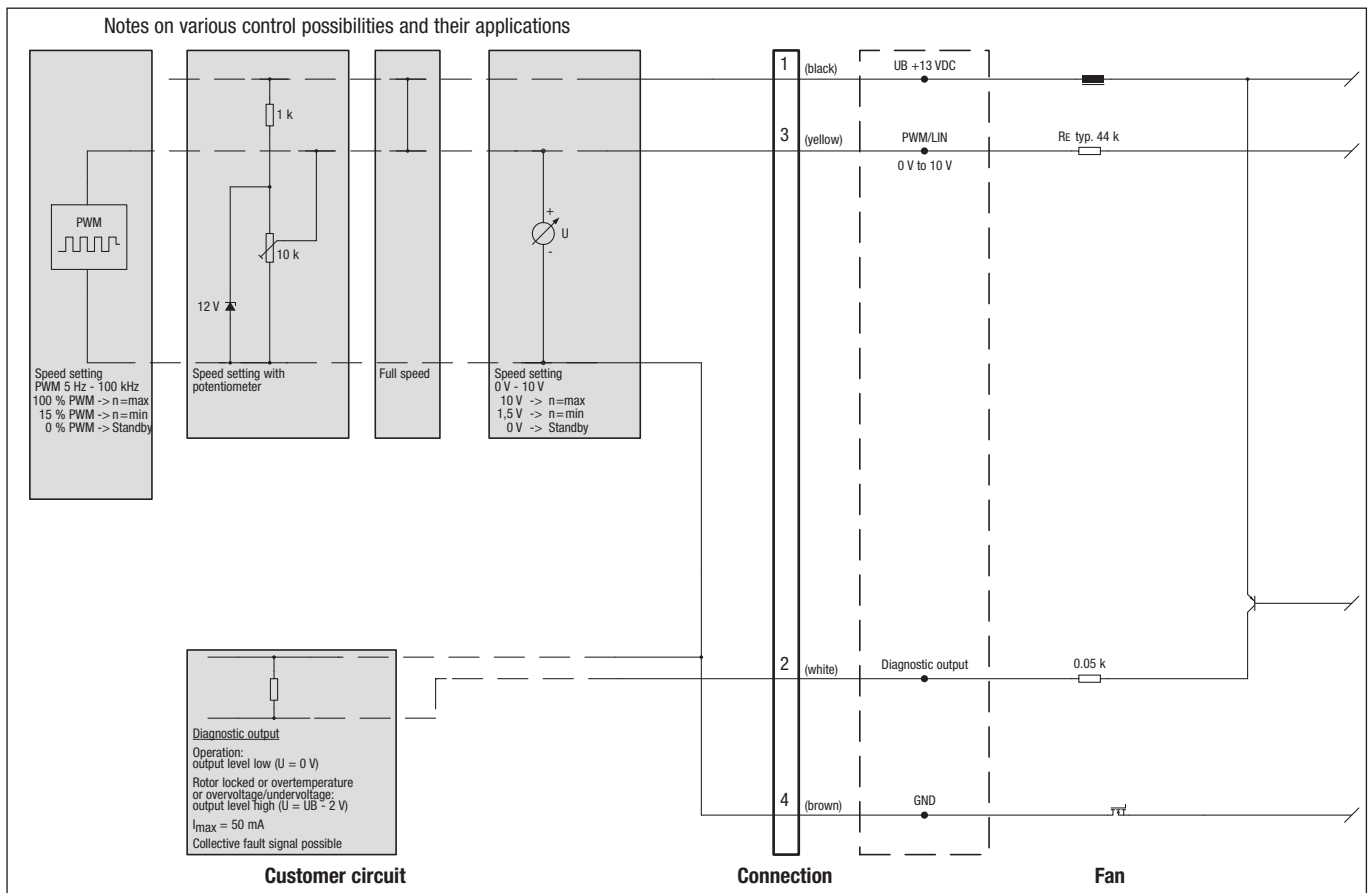 Notes on various control possibilities and their applications
1 (black) UB +13 VDC
1 k
3 (yellow) PWM/LIN RE typ. 44 k
0 V to 10 V
PWM
+
U
-
10 k
12 V
Speed setting
PWM 5 Hz - 100 kHz
100 % PWM -> n=max
15 % PWM -> n=min
0 % PWM -> Standby
Speed setting with
potentiometer
Full speed
Speed setting
0 V - 10 V
10 V -> n=max
1,5 V -> n=min
0 V -> Standby
2 (white) Diagnostic output 0.05 k
Diagnostic output
Operation:
output level low (U = 0 V)
Rotor locked or overtemperature
or overvoltage/undervoltage:
output level high (U = UB - 2 V)
Imax = 50 mA
Collective fault signal possible
4 (brown) GND
Customer circuit Connection Fan